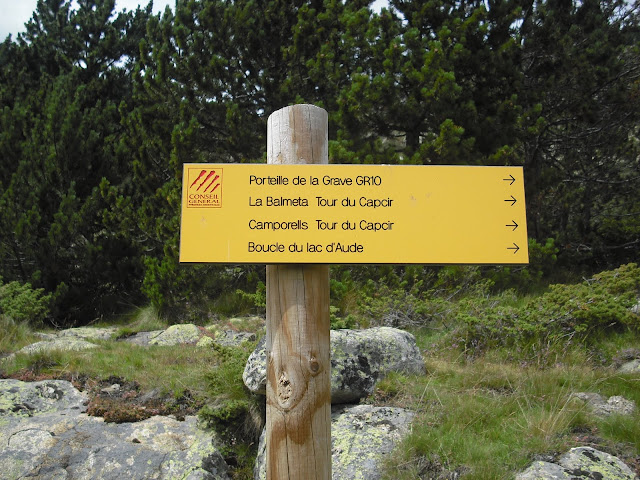 CONSEIL
GENERAL
Porteille de la Grave GR10 →
La Balmeta Tour du Capcir →
Camporells Tour du Capcir →
Boucle du lac d'Aude →